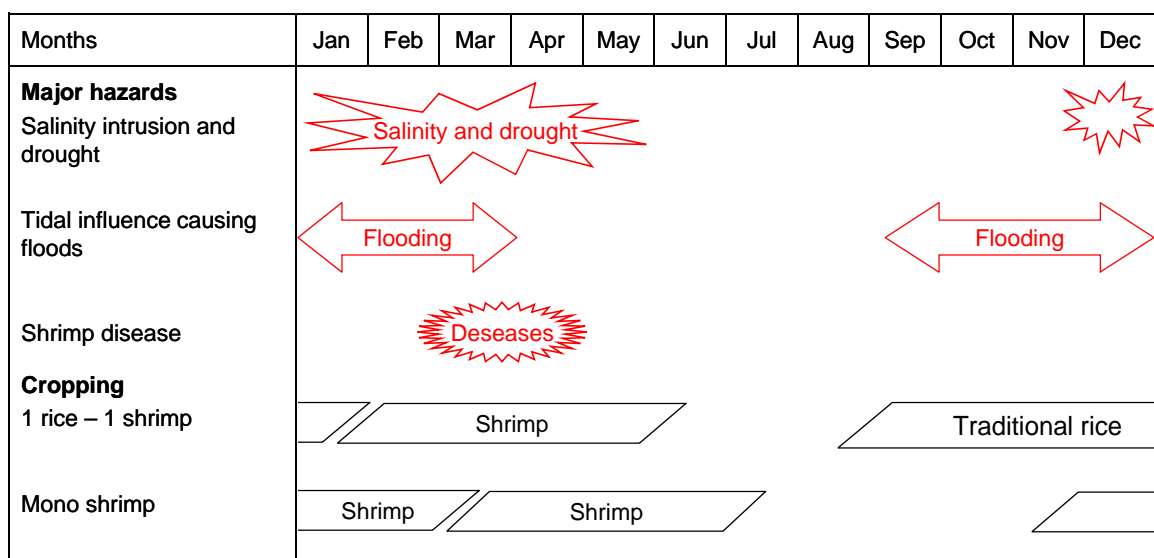 Months Jan Feb Mar Apr May Jun Jul Aug Sep Oct Nov Dec
Major hazards
Salinity intrusion and
drought
Salinity and drought
Tidal influence causing
floods
Flooding Flooding
Shrimp disease
Deseases
Cropping
1 rice – 1 shrimp
Shrimp Traditional rice
Mono shrimp
Shrimp Shrimp